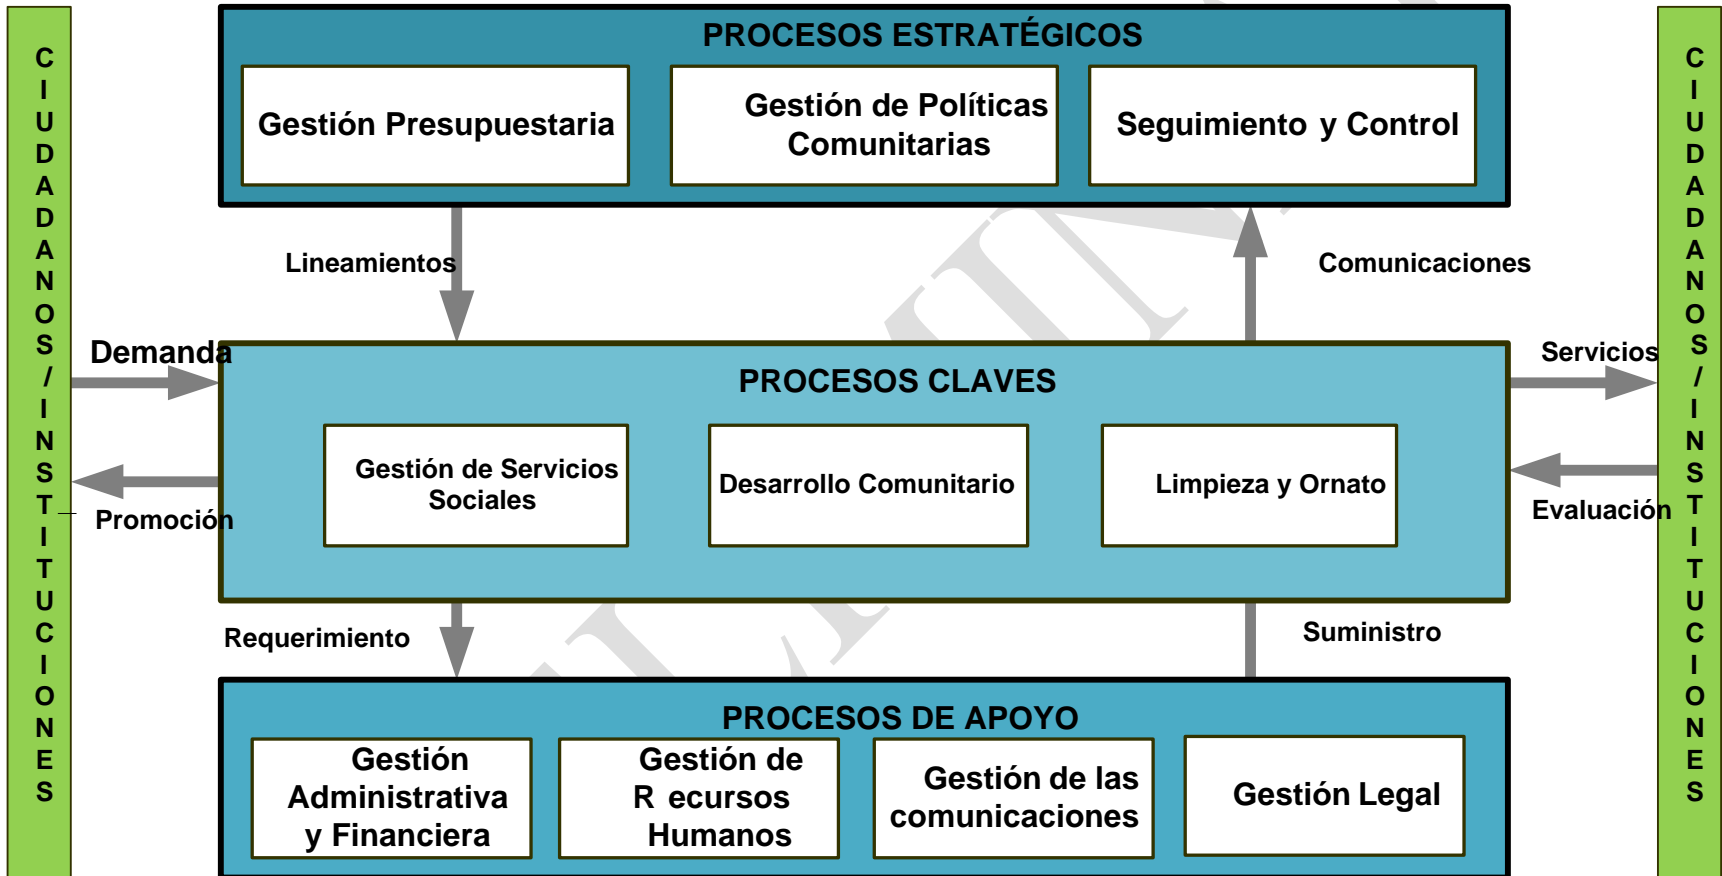 CIUDADANOS/INSTITUCIONES
PROCESOS ESTRATÉGICOS
Gestión Presupuestaria
Gestión de Políticas
Comunitarias
Seguimiento y Control
Lineamientos
Comunicaciones
Demanda
Promoción
PROCESOS CLAVES
Gestión de Servicios
Sociales
Desarrollo Comunitario
Limpieza y Ornato
Servicios
Evaluación
Requerimiento
Suministro
PROCESOS DE APOYO
Gestión
Administrativa
y Financiera
Gestión de
R ecursos
Humanos
Gestión de las
comunicaciones
Gestión Legal
CIUDADANOS/INSTITUCIONES